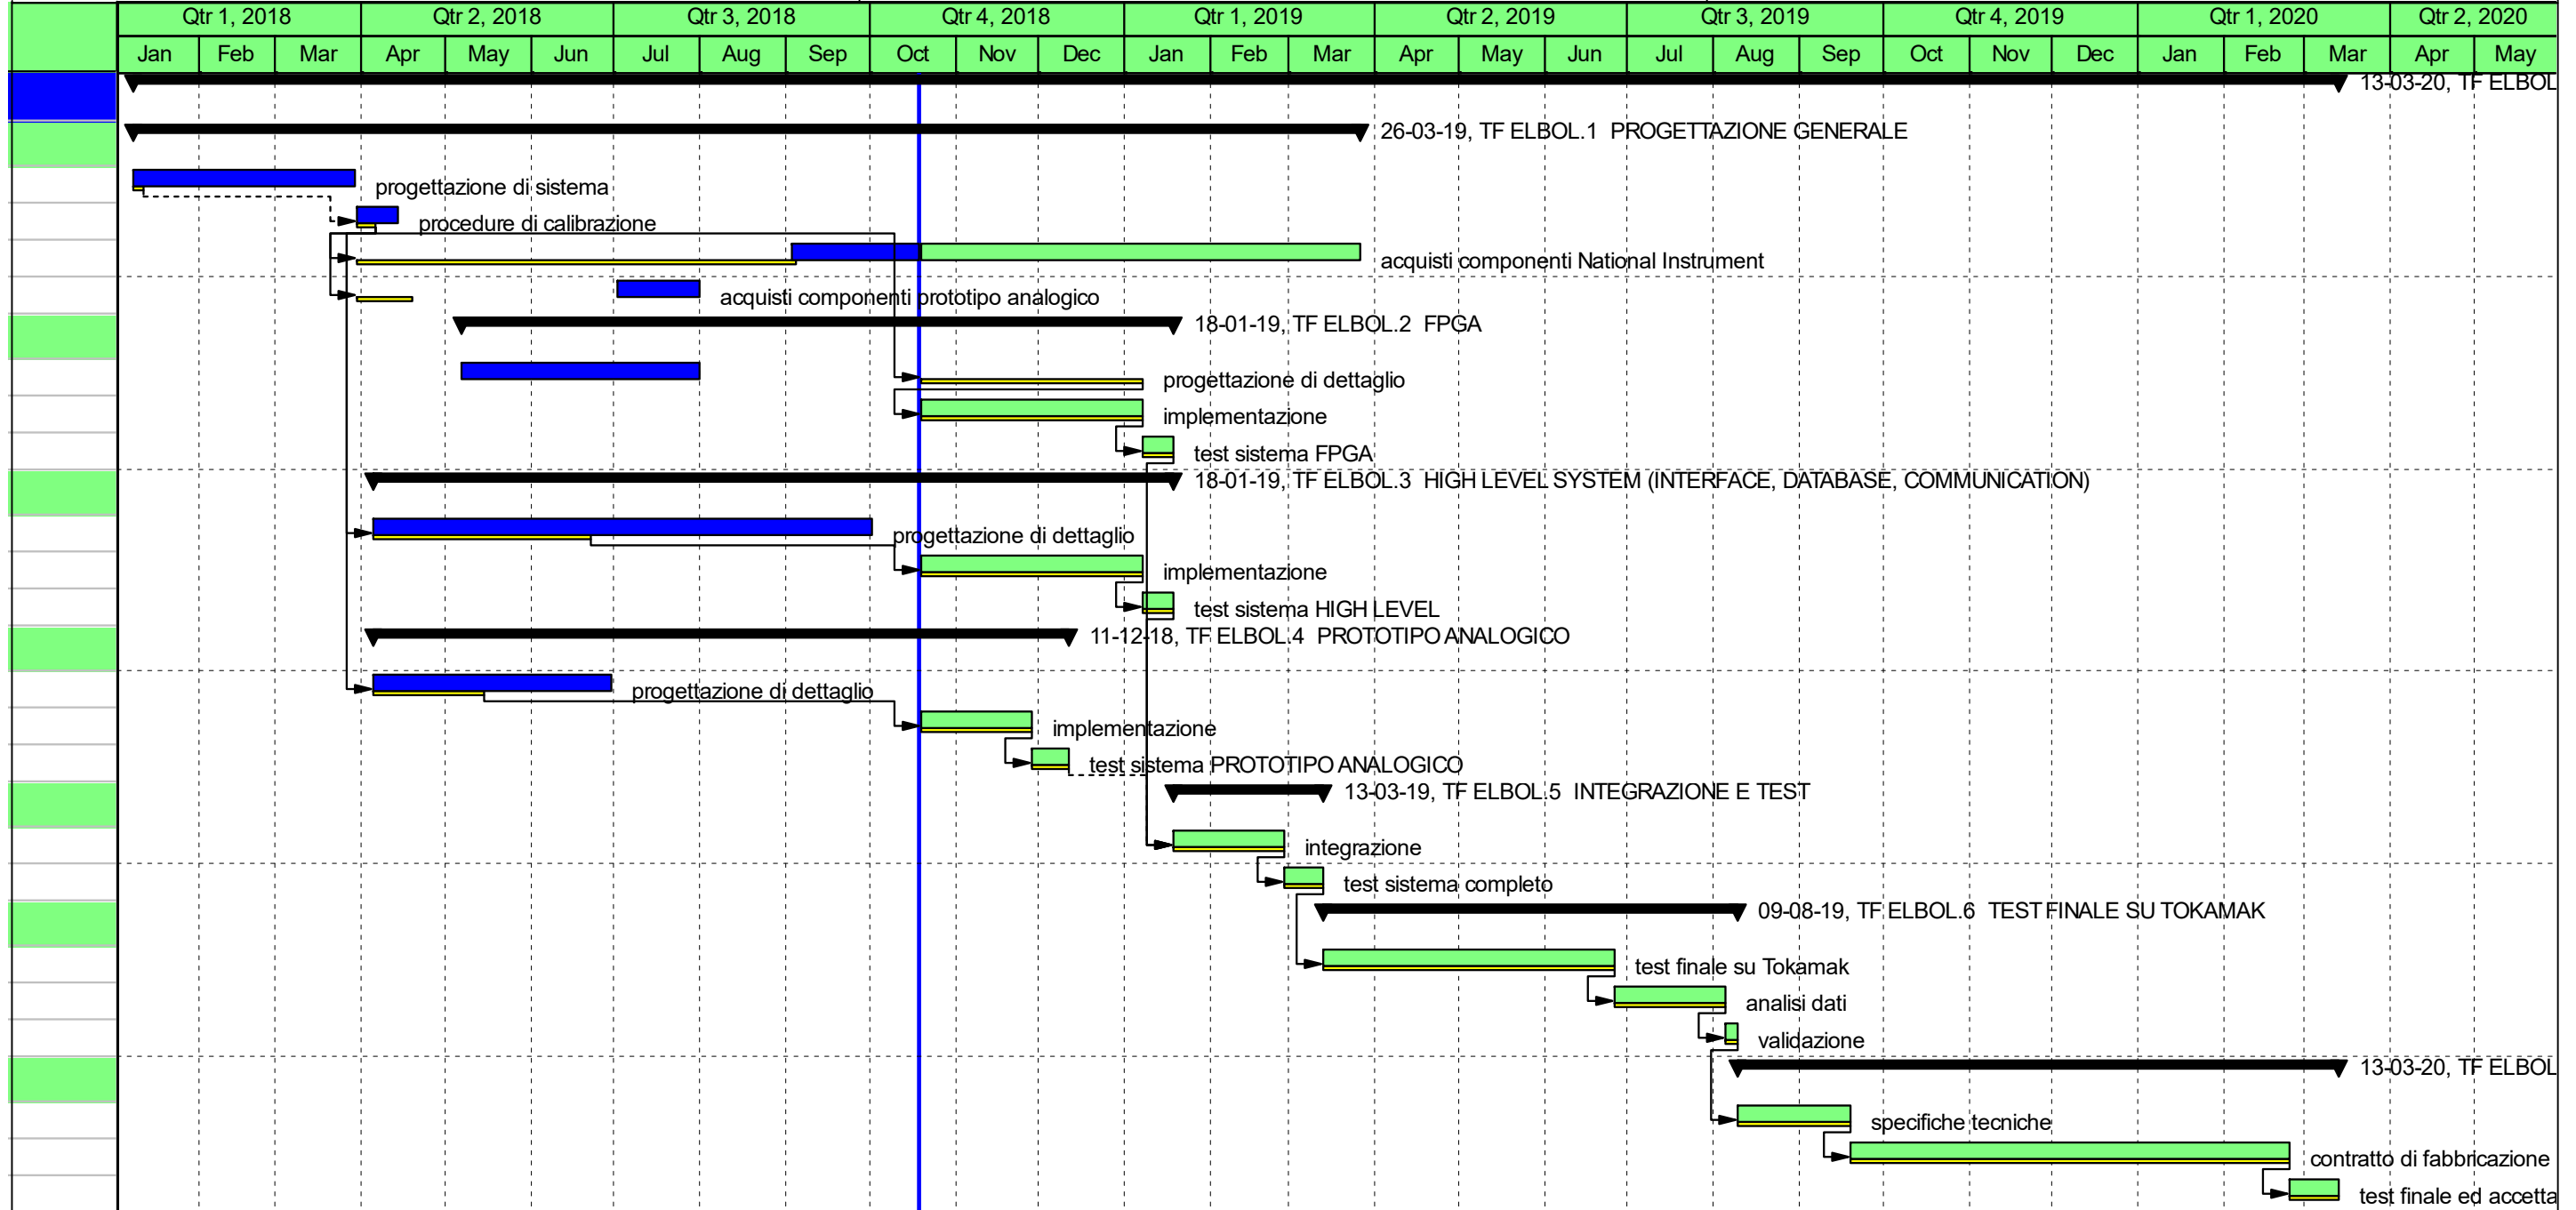 Qtr 1, 2018 Qtr 2, 2018 Qtr 3, 2018 Qtr 4, 2018 Qtr 1, 2019 Qtr 2, 2019 Qtr 3, 2019 Qtr 4, 2019 Qtr 1, 2020 Qtr 2, 2020
Jan Feb Mar Apr May Jun Jul Aug Sep Oct Nov Dec Jan Feb Mar Apr May Jun Jul Aug Sep Oct Nov Dec Jan Feb Mar Apr May
13-03-20, TF ELBOL
26-03-19, TF ELBOL.1 PROGETTAZIONE GENERALE
progettazione di sistema
procedure di calibrazione
acquisti componenti National Instrument
acquisti componenti prototipo analogico
18-01-19, TF ELBOL.2 FPGA
progettazione di dettaglio
implementazione
test sistema FPGA
18-01-19, TF ELBOL.3 HIGH LEVEL SYSTEM (INTERFACE, DATABASE, COMMUNICATION)
progettazione di dettaglio
implementazione
test sistema HIGH LEVEL
11-12-18, TF ELBOL.4 PROTOTIPO ANALOGICO
progettazione di dettaglio
implementazione
test sistema PROTOTIPO ANALOGICO
13-03-19, TF ELBOL.5 INTEGRAZIONE E TEST
integrazione
test sistema completo
09-08-19, TF ELBOL.6 TEST FINALE SU TOKAMAK
test finale su Tokamak
analisi dati
validazione
13-03-20, TF ELBOL
specifiche tecniche
contratto di fabbricazione
test finale ed accetta